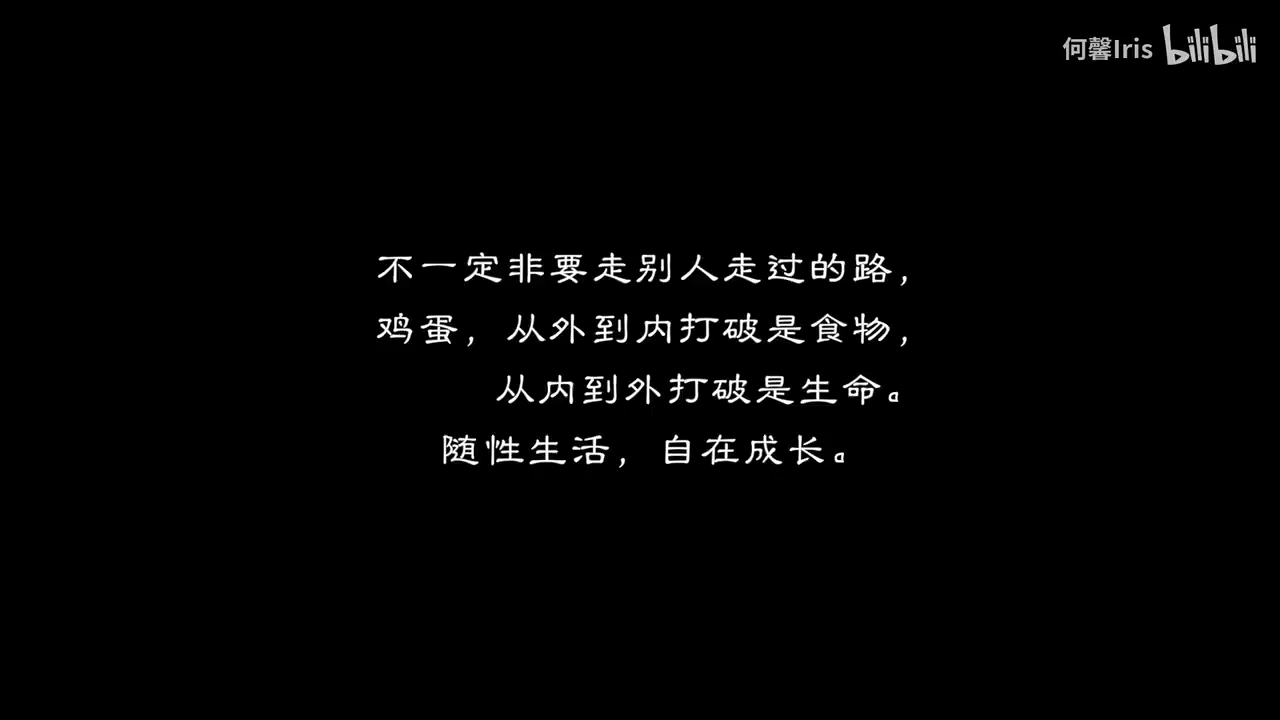 何馨Iris bilibili
不一定非要走别人走过的路，
鸡蛋，从外到内打破是食物，
从内到外打破是生命。
随性生活，自在成长。